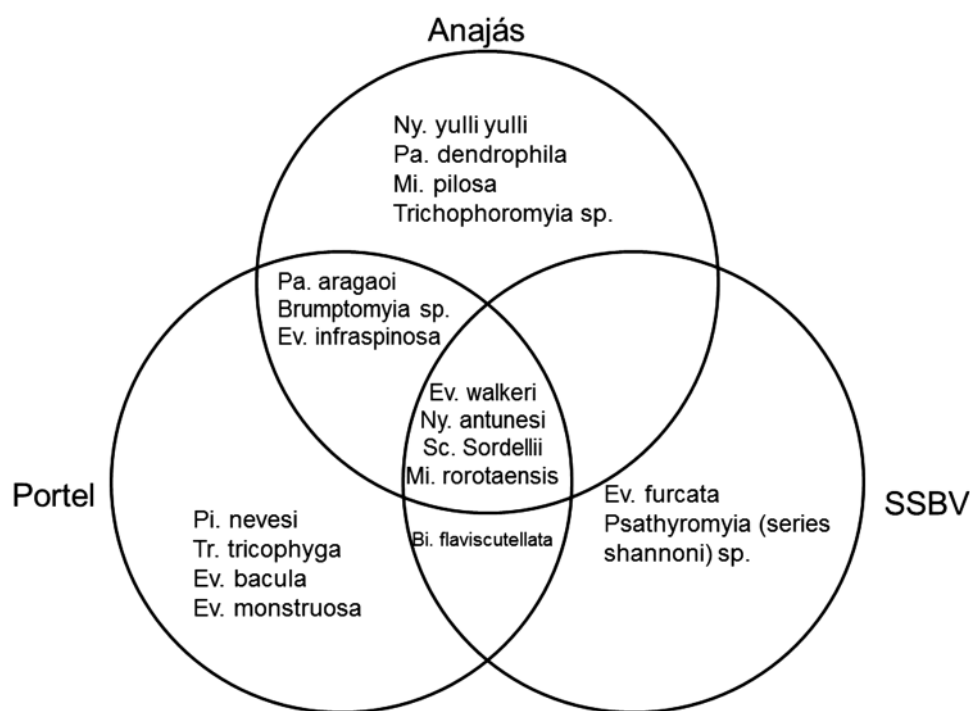 Anajás
Ny. yulli yulli
Pa. dendrophila
Mi. pilosa
Trichophoromyia sp.
Pa. aragaoi
Brumptomyia sp.
Ev. infraspinosa
Ev. walkeri
Ny. antunesi
Sc. Sordellii
Mi. rorotaensis
Portel
Pi. nevesi
Tr. tricophyga
Ev. bacula
Ev. monstruosa
Bi. flaviscutellata
Ev. furcata
Psathyromyia (series
shannoni) sp.
SSBV